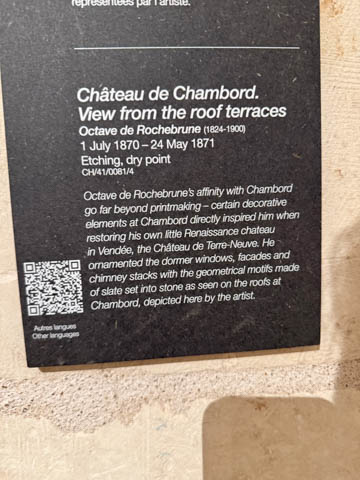 représentées par l'artiste.
Château de Chambord.
View from the roof terraces
Octave de Rochebrune (1824-1900)
1 July 1870 – 24 May 1871
Etching, dry point
CH/41/0081/4
Octave de Rochebrune's affinity with Chambord
go far beyond printmaking – certain decorative
elements at Chambord directly inspired him when
restoring his own little Renaissance chateau
in Vendée, the Château de Terre-Neuve. He
ornamented the dormer windows, facades and
chimney stacks with the geometrical motifs made
of slate set into stone as seen on the roofs at
Chambord, depicted here by the artist.
Autres langues
Other languages